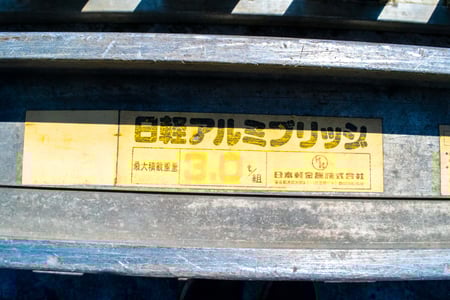 日軽アルミブリッジ
最大積載重量 3.0 t/組
日本軽金属株式会社